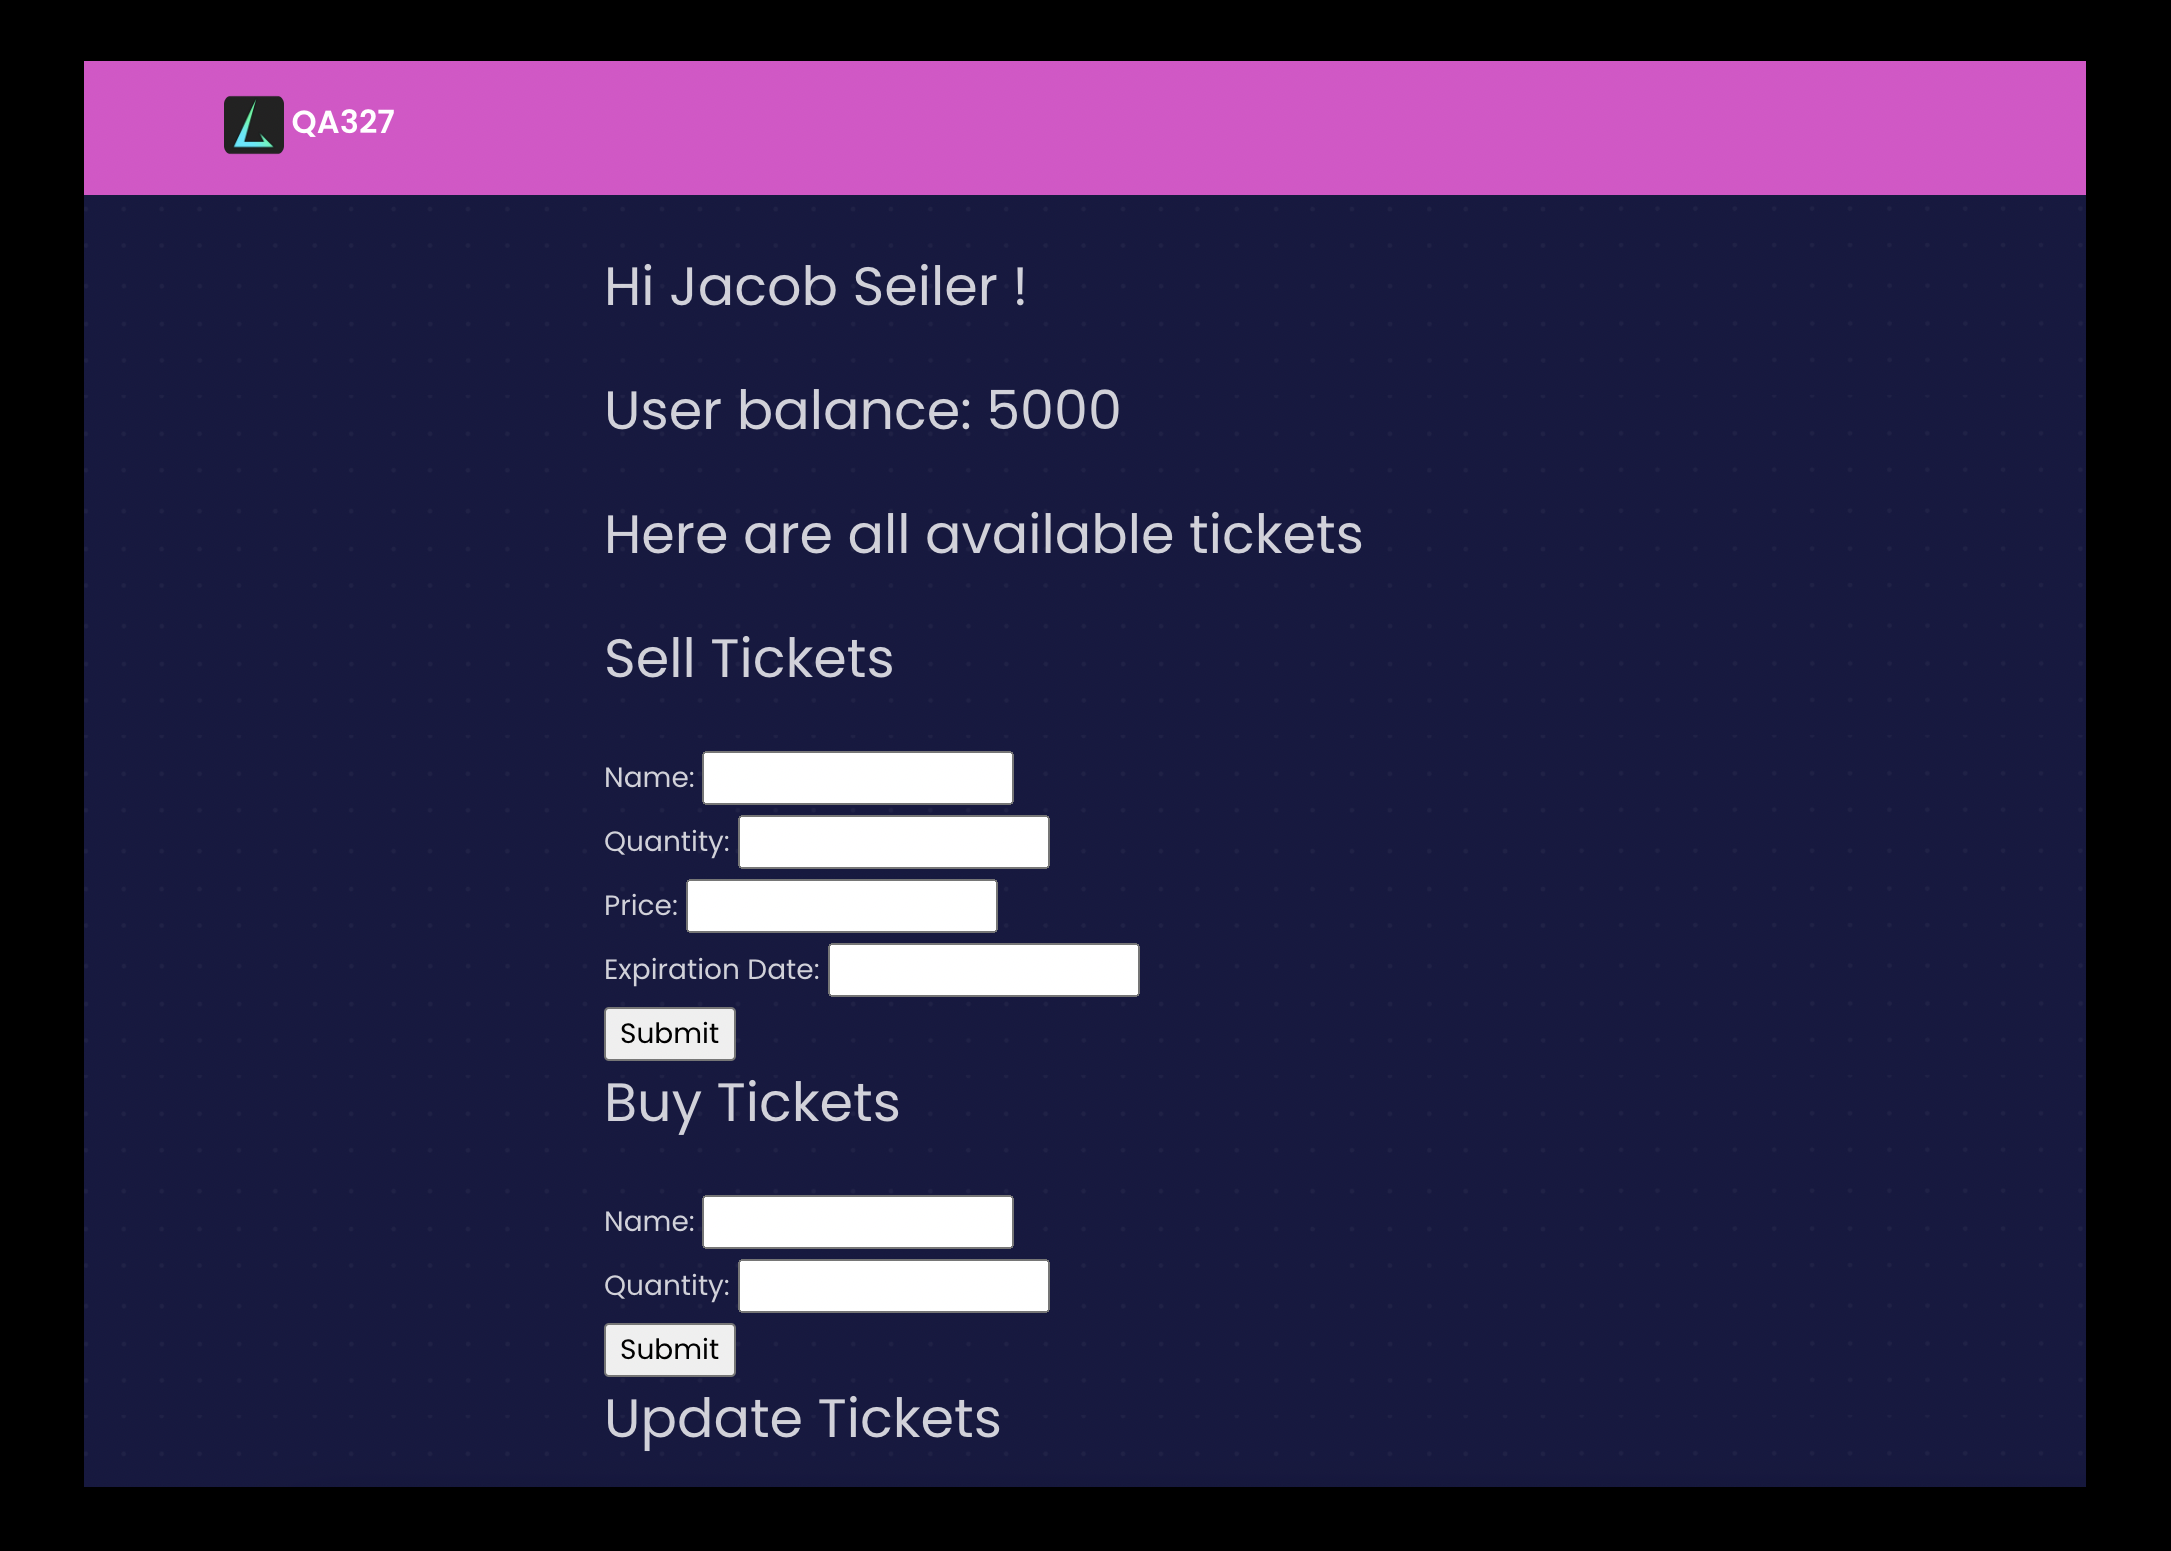 QA327
Hi Jacob Seiler !
User balance: 5000
Here are all available tickets
Sell Tickets
Name:
Quantity:
Price:
Expiration Date:
Submit
Buy Tickets
Name:
Quantity:
Submit
Update Tickets